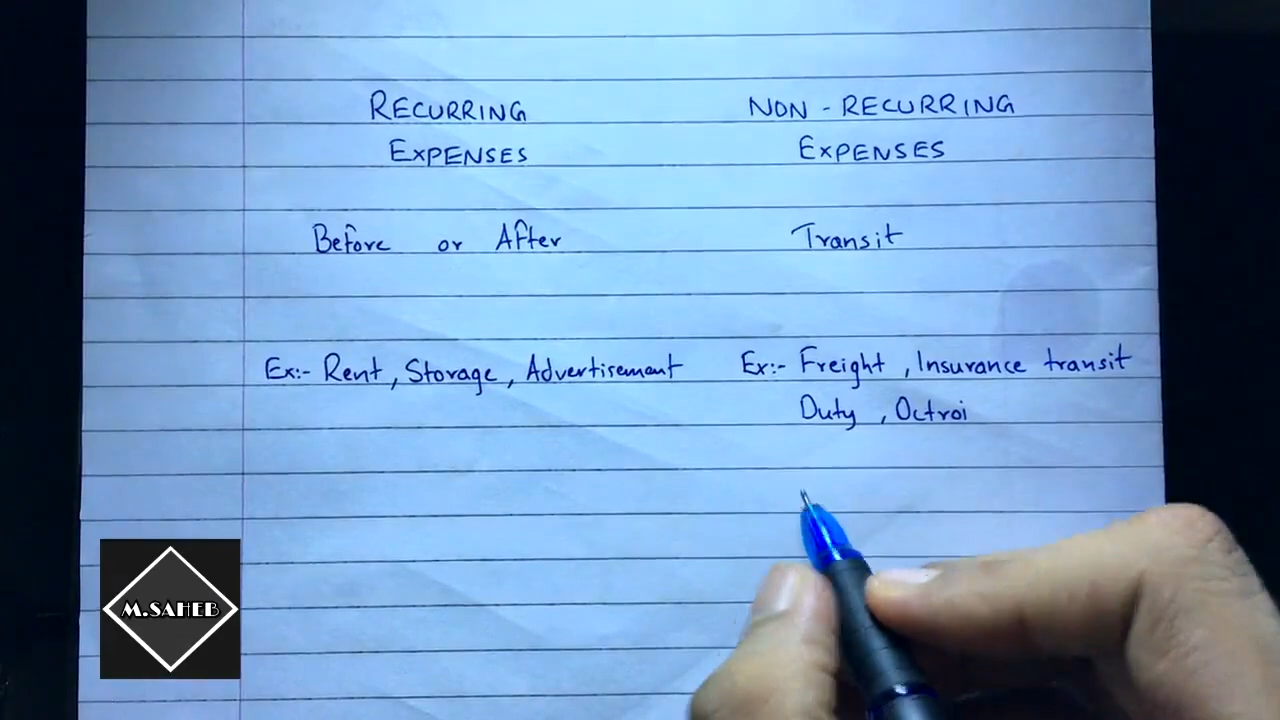 RECURRING
EXPENSES
Before or After
Ex:- Rent, Storage, Advertisement
NON - RECURRING
EXPENSES
Transit
Ex:- Freight, Insurance transit
Duty, Octroi
M.SAHEB